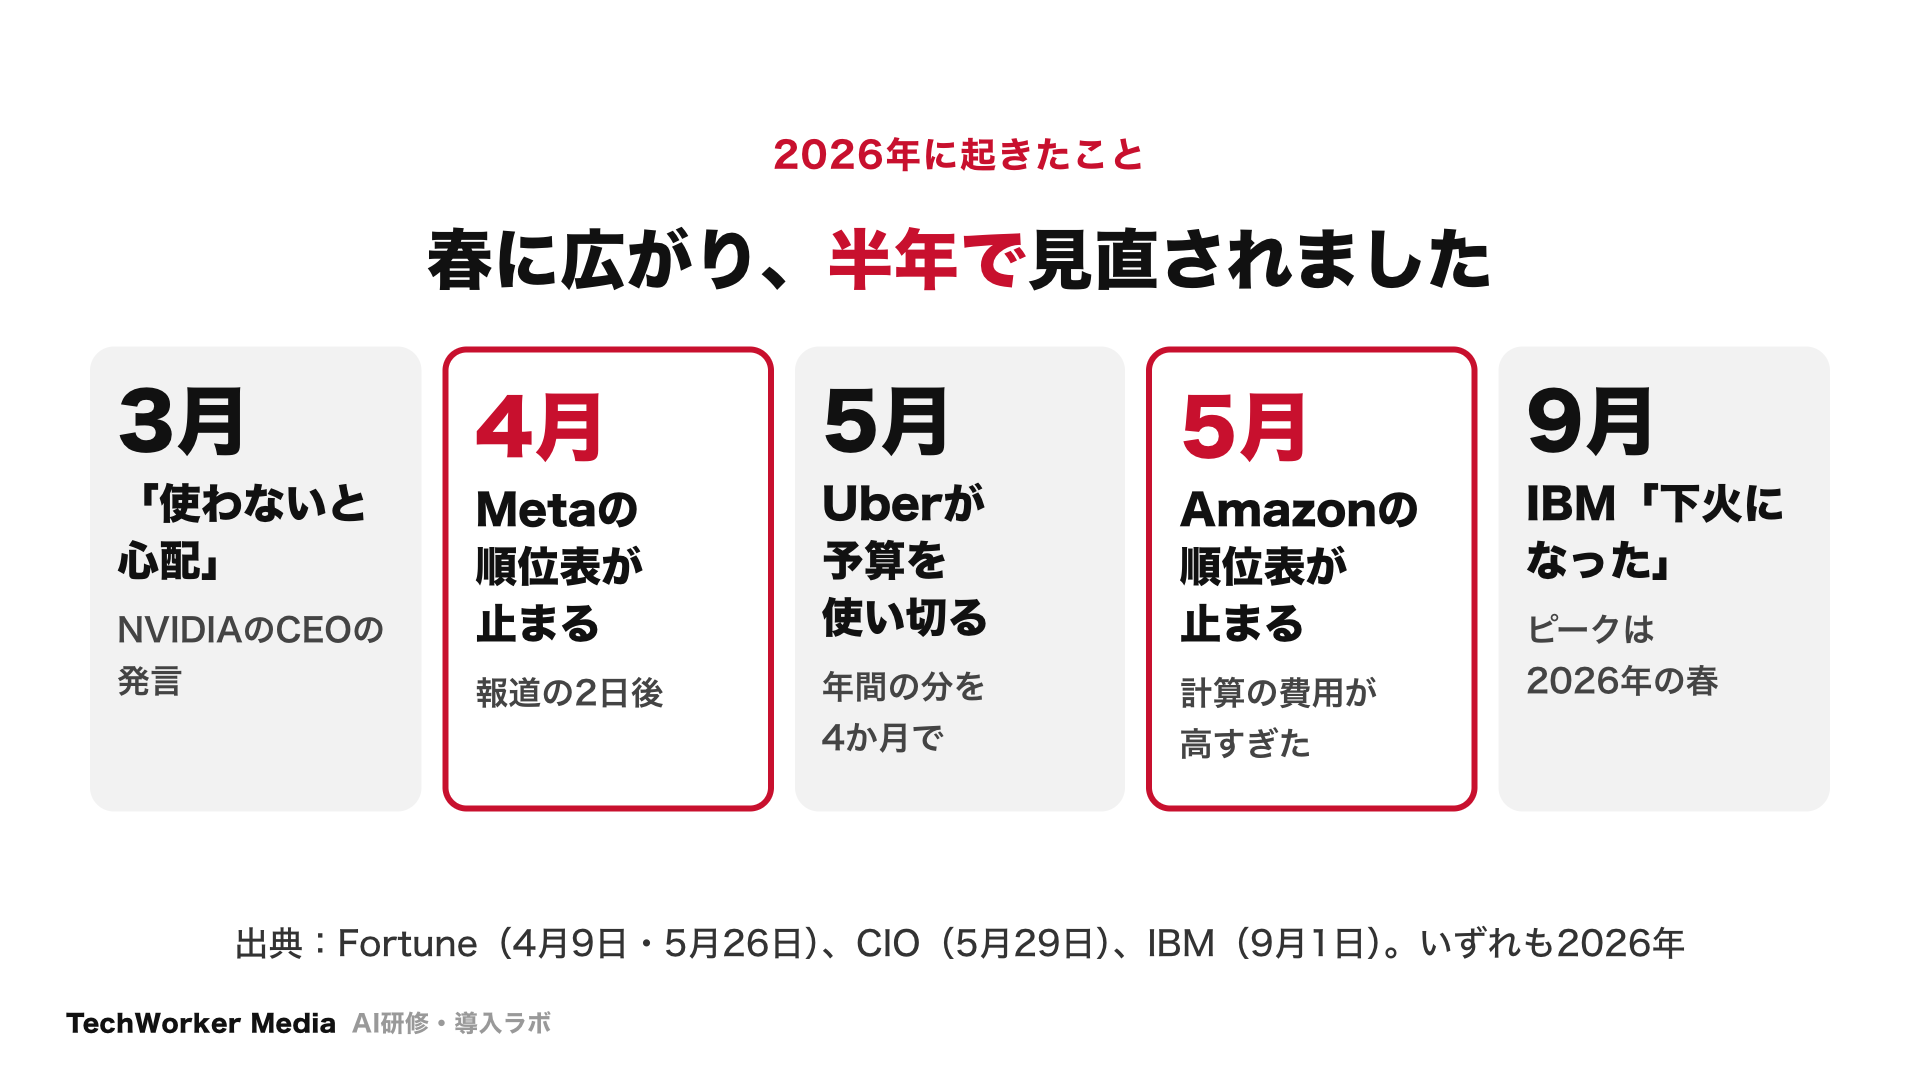 2026年に起きたこと
春に広がり、半年で見直されました
3月
「使わないと
心配」
NVIDIAのCEOの
発言
4月
Metaの
順位表が
止まる
報道の2日後
5月
Uberが
予算を
使い切る
年間の分を
4か月で
5月
Amazonの
順位表が
止まる
計算の費用が
高すぎた
9月
IBM「下火に
なった」
ピークは
2026年の春
出典：Fortune（4月9日・5月26日）、CIO（5月29日）、IBM（9月1日）。いずれも2026年
TechWorker Media AI研修・導入ラボ